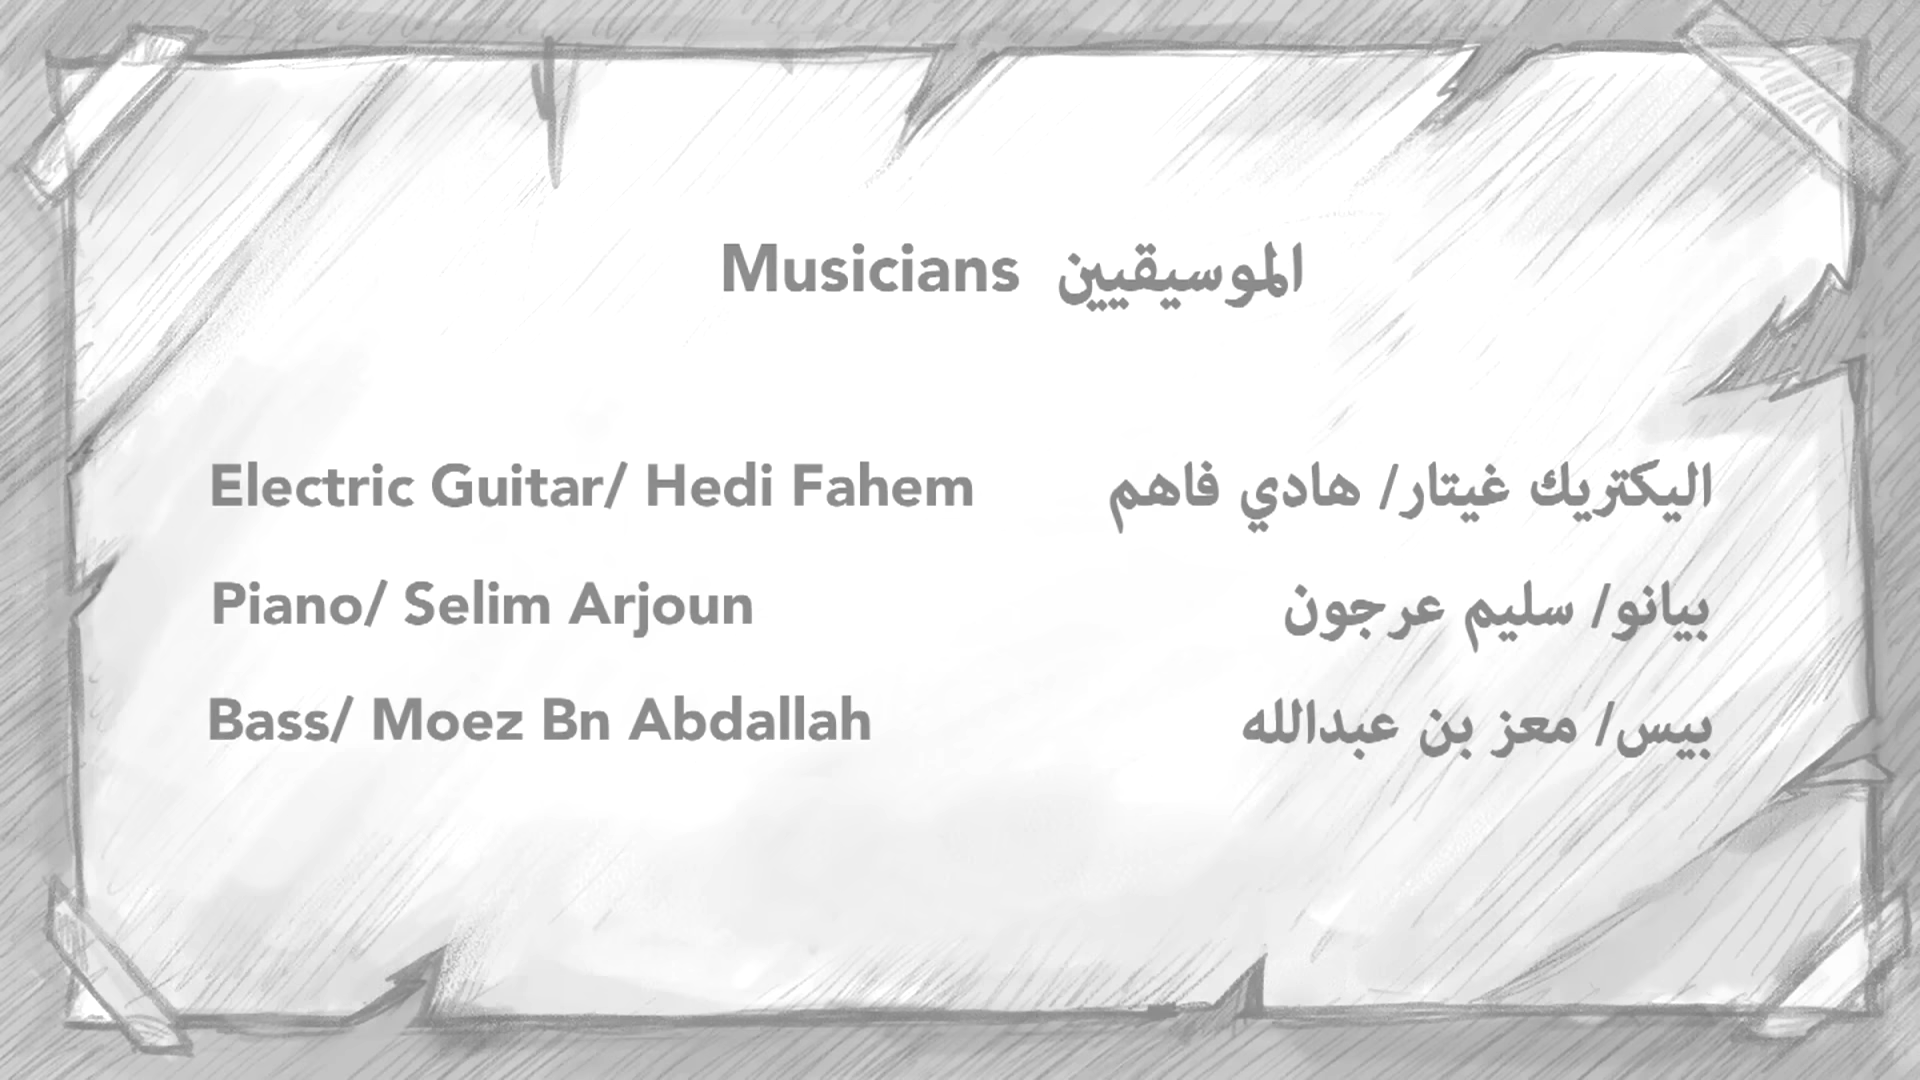 Musicians الموسيقيين
Electric Guitar/ Hedi Fahem اليكتريك غيتار/ هادي فاهم
Piano/ Selim Arjoun بيانو/ سليم عرجون
Bass/ Moez Bn Abdallah بيس/ معز بن عبدالله